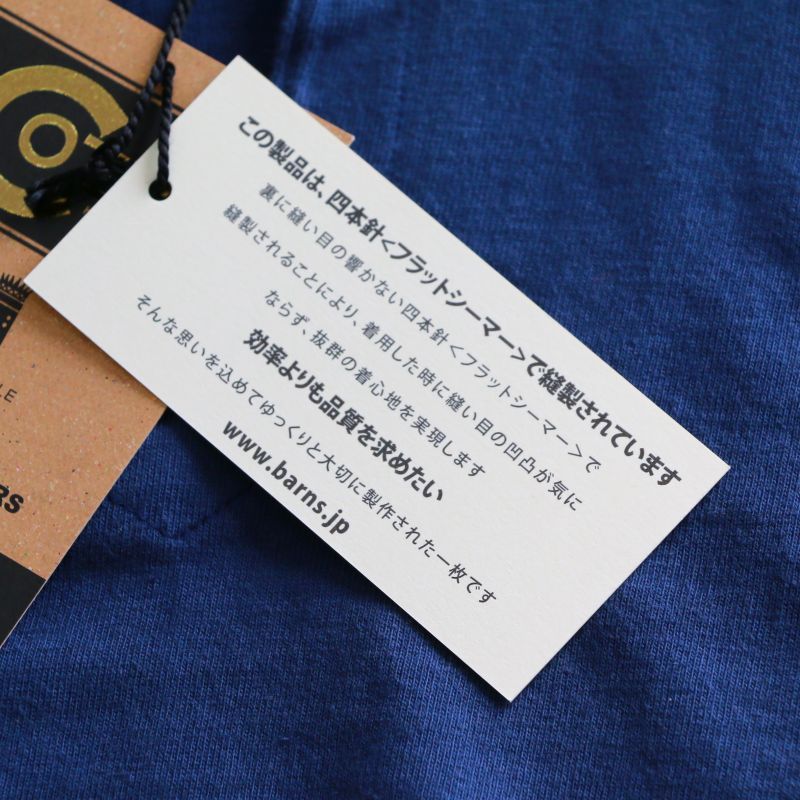 この製品は、四本針<フラットシーマー>で縫製されています
裏に縫い目の響かない四本針<フラットシーマー>で
縫製されることにより、着用した時に縫い目の凹凸が気に
ならず、抜群の着心地を実現します
効率よりも品質を求めたい
そんな思いを込めてゆっくりと大切に製作された一枚です
www.barns.jp